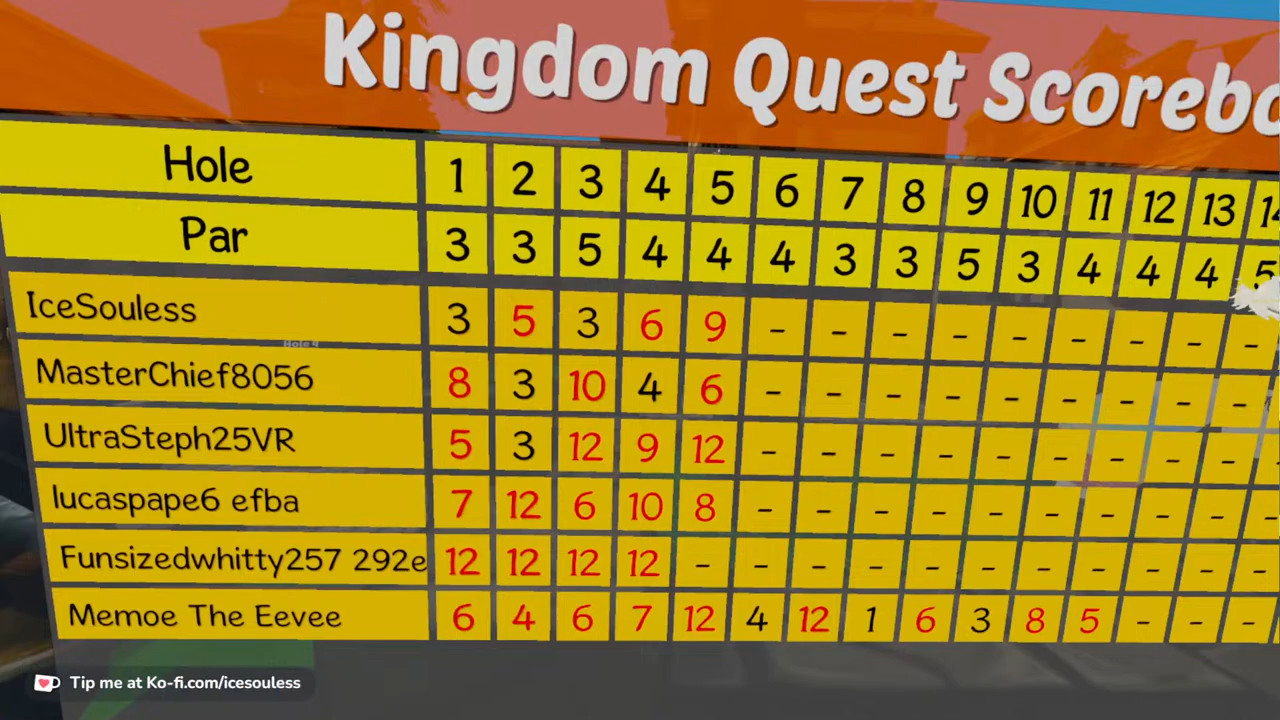 Kingdom Quest Scorebo
Hole 1 2 3 4 5 6 7 8 9 10 11 12 13 14
Par 3 3 5 4 4 4 3 3 5 3 4 4 4 5
IceSouless 3 5 3 6 9 - - - - - - - - -
Hole 4
MasterChief8056 8 3 10 4 6 - - - - - - - - -
UltraSteph25VR 5 3 12 9 12 - - - - - - - - -
lucaspape6 efba 7 12 6 10 8 - - - - - - - - -
Funsizedwhitty257 292e 12 12 12 12 - - - - - - - - - -
Memoe The Eevee 6 4 6 7 12 4 12 1 6 3 8 5 - - -
Tip me at Ko-fi.com/icesouless